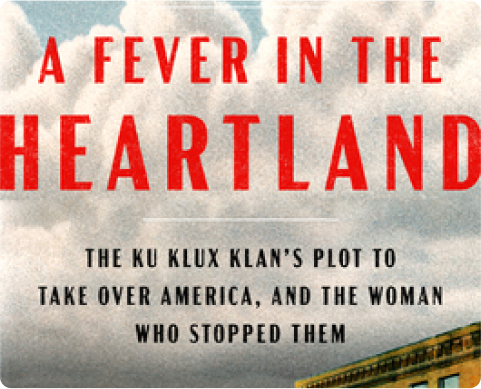 A FEVER IN THE
HEARTLAND
THE KU KLUX KLAN'S PLOT TO
TAKE OVER AMERICA, AND THE WOMAN
WHO STOPPED THEM